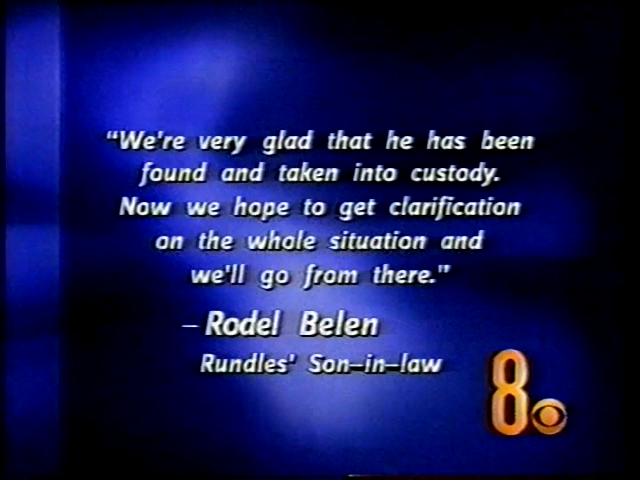 “We're very glad that he has been
found and taken into custody.
Now we hope to get clarification
on the whole situation and
we'll go from there.”
– Rodel Belen
Rundles' Son–in–law
8